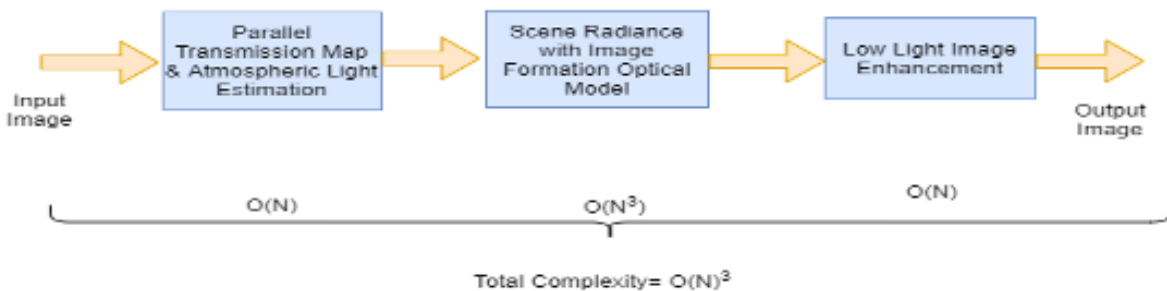 Parallel
Transmission Map
& Atmospheric Light
Estimation
Scene Radiance
with Image
Formation Optical
Model
Low Light Image
Enhancement
Input
Image
Output
Image
O(N)
O(N³)
O(N)
Total Complexity= O(N)³